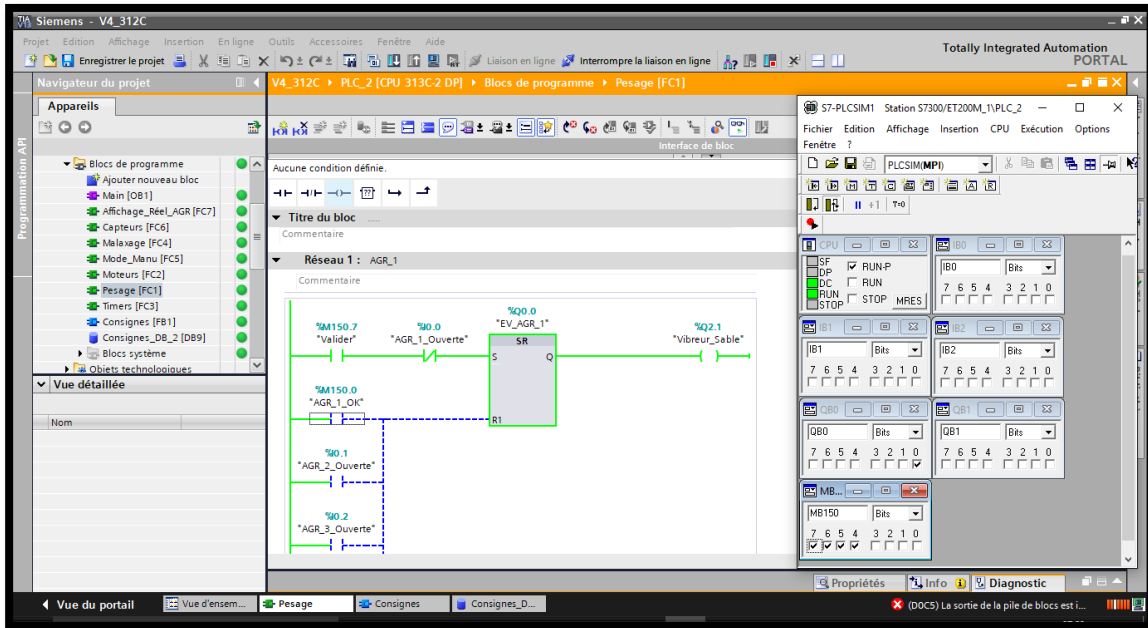 Siemens - V4_312C
Projet Edition Affichage Insertion En ligne Outils Accessoires Fenêtre Aide
Totally Integrated Automation
PORTAL
Enregistrer le projet
Liaison en ligne
Interrompre la liaison en ligne
Navigateur du projet
V4_312C PLC_2 [CPU 313C-2 DP] Blocs de programme Pesage [FC1]
Appareils
Programmation API
Blocs de programme
Ajouter nouveau bloc
Main [OB1]
Affichage_Réel_AGR [FC7]
Capteurs [FC6]
Malaxage [FC4]
Mode_Manu [FC5]
Moteurs [FC2]
Pesage [FC1]
Timers [FC3]
Consignes [FB1]
Consignes_DB_2 [DB9]
Blocs système
Objets technologiques
Vue détaillée
Nom
Interface de bloc
Aucune condition définie.
Titre du bloc .....
Commentaire
Réseau 1 : AGR_1
Commentaire
%M150.7
"Valider"
%I0.0
"AGR_1_Ouverte"
%Q0.0
"EV_AGR_1"
SR
S
Q
R1
%Q2.1
"Vibreur_Sable"
%M150.0
"AGR_1_OK"
%I0.1
"AGR_2_Ouverte"
%I0.2
"AGR_3_Ouverte"
S7-PLCSIM1 Station S7300/ET200M_1\PLC_2
Fichier Edition Affichage Insertion CPU Exécution Options
Fenêtre ?
PLCSIM(MPI)
+1 T=0
CPU
SF
DP
DC
RUN
STOP
RUN-P
RUN
STOP
MRES
IB0
IB0 Bits
7 6 5 4 3 2 1 0
IB1
IB1 Bits
7 6 5 4 3 2 1 0
IB2
IB2 Bits
7 6 5 4 3 2 1 0
QB0
QB0 Bits
7 6 5 4 3 2 1 0
QB1
QB1 Bits
7 6 5 4 3 2 1 0
MB...
MB150 Bits
7 6 5 4 3 2 1 0
Propriétés Info Diagnostic
Vue du portail
Vue d'ensem...
Pesage
Consignes
Consignes_D...
(D0C5) La sortie de la pile de blocs est i...